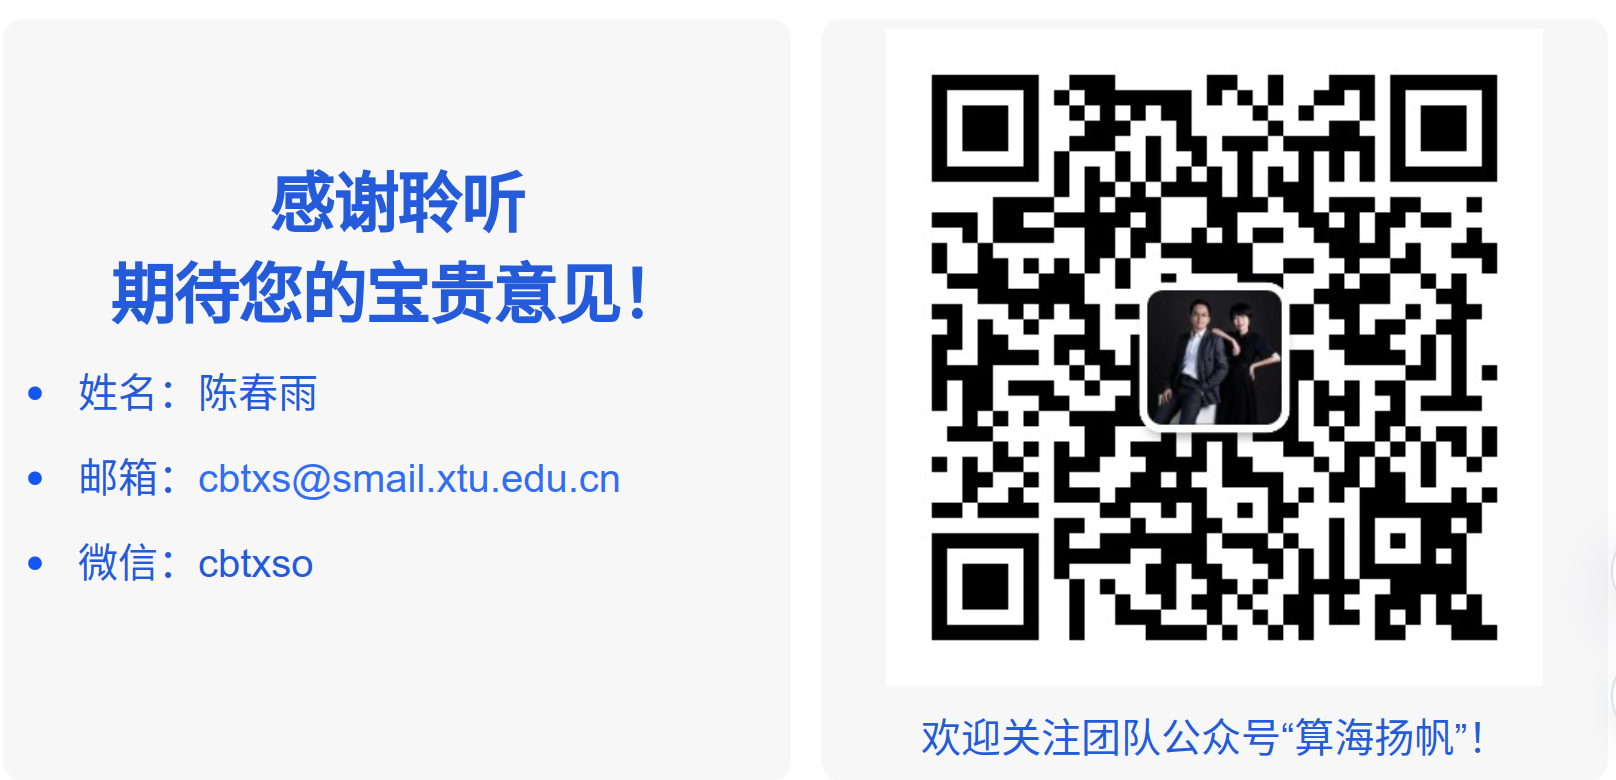 感谢聆听
期待您的宝贵意见！
• 姓名：陈春雨
• 邮箱：cbtxs@smail.xtu.edu.cn
• 微信：cbtxso
欢迎关注团队公众号“算海扬帆”！